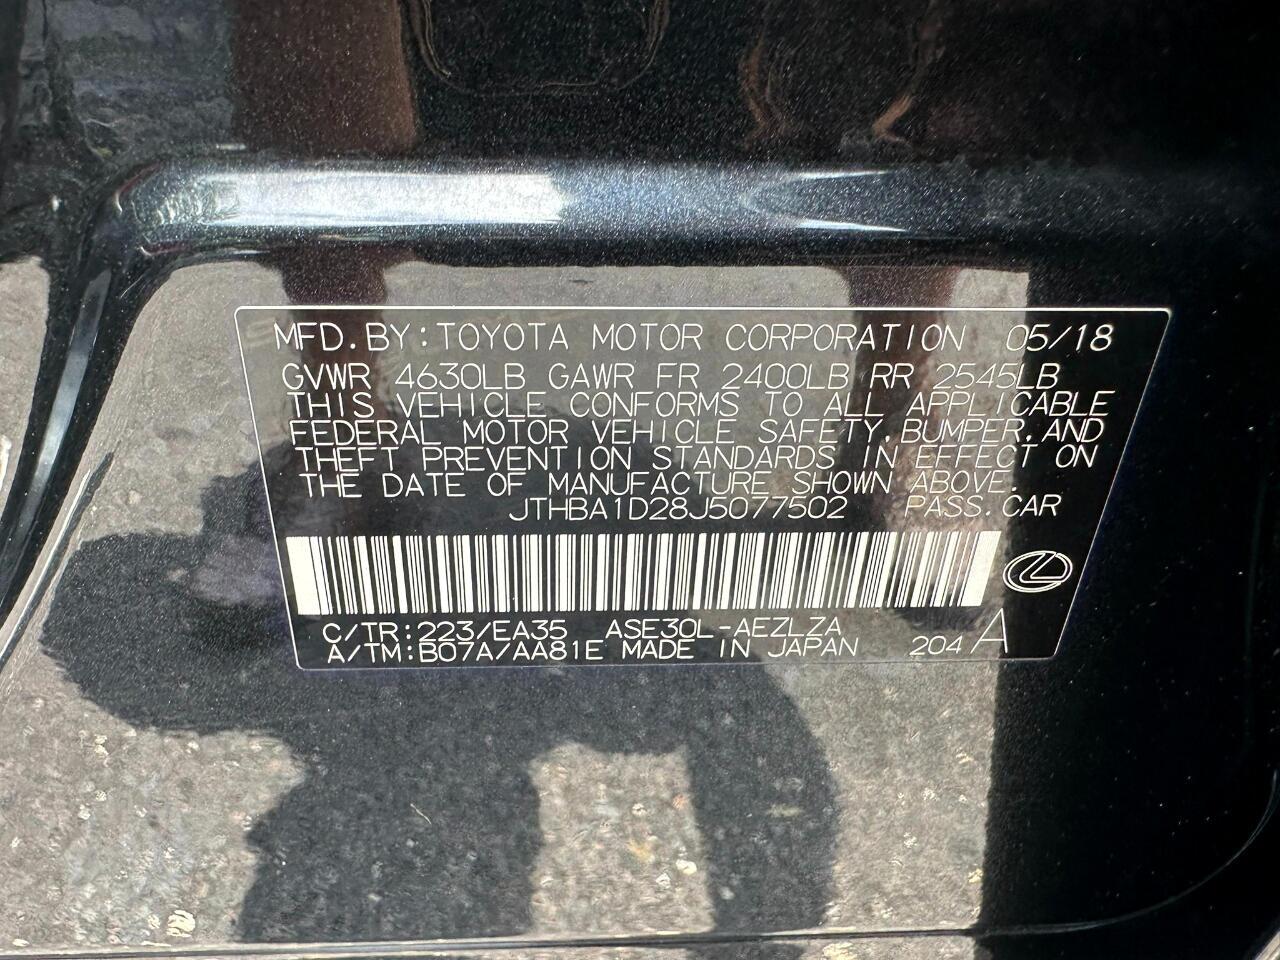 MFD. BY: TOYOTA MOTOR CORPORATION 05/18
GVWR 4630LB GAWR FR 2400LB RR 2545LB
THIS VEHICLE CONFORMS TO ALL APPLICABLE
FEDERAL MOTOR VEHICLE SAFETY, BUMPER, AND
THEFT PREVENTION STANDARDS IN EFFECT ON
THE DATE OF MANUFACTURE SHOWN ABOVE.
JTHBA1D28J5077502 PASS. CAR
C/TR: 223/EA35 ASE30L-AEZLZA
A/TM: B07A/AA81E MADE IN JAPAN 204 A